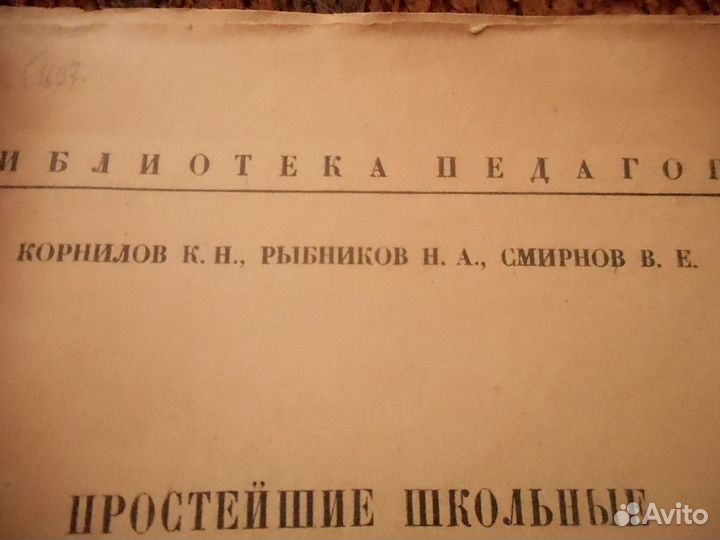 ИБЛИОТЕКА ПЕДАГОГ
КОРНИЛОВ К. Н., РЫБНИКОВ Н. А., СМИРНОВ В. Е.
ПРОСТЕЙШИЕ ШКОЛЬНЫЕ
Avito